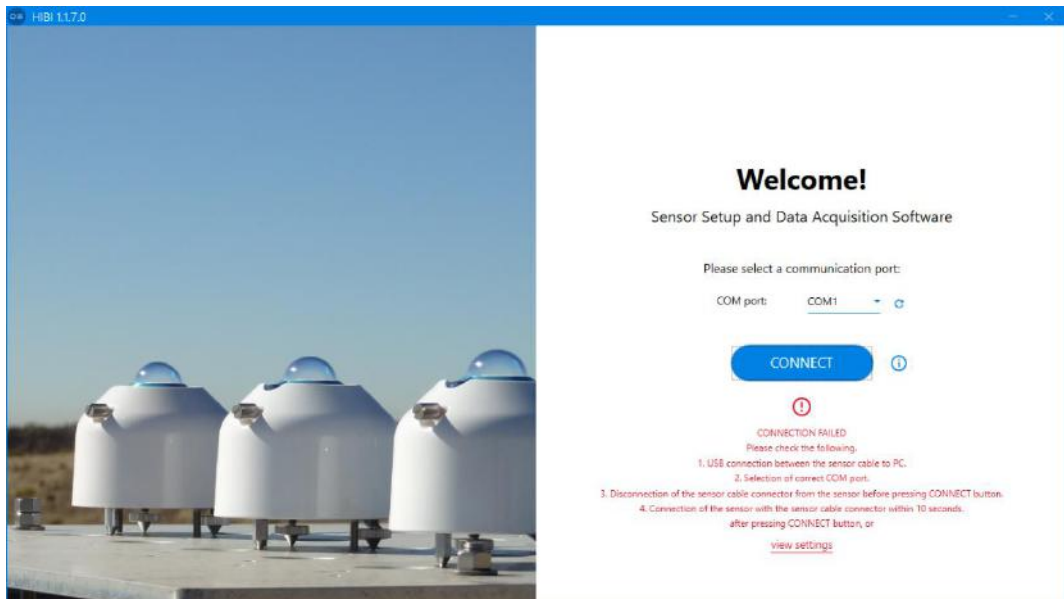 HIBI 1.1.7.0
Welcome!
Sensor Setup and Data Acquisition Software
Please select a communication port:
COM port: COM1
CONNECT
CONNECTION FAILED
Please check the following.
1. USB connection between the sensor cable to PC.
2. Selection of correct COM port.
3. Disconnection of the sensor cable connector from the sensor before pressing CONNECT button.
4. Connection of the sensor with the sensor cable connector within 10 seconds.
after pressing CONNECT button, or
view settings